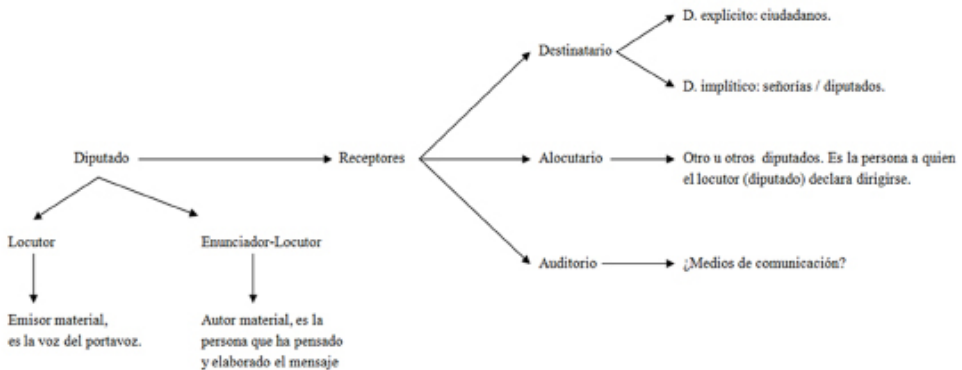 D. explícito: ciudadanos.
Destinatario
D. implítico: señorías / diputados.
Diputado
Receptores
Alocutario
Otro u otros diputados. Es la persona a quien
el locutor (diputado) declara dirigirse.
Locutor
Enunciador-Locutor
Auditorio
¿Medios de comunicación?
Emisor material,
es la voz del portavoz.
Autor material, es la
persona que ha pensado
y elaborado el mensaje